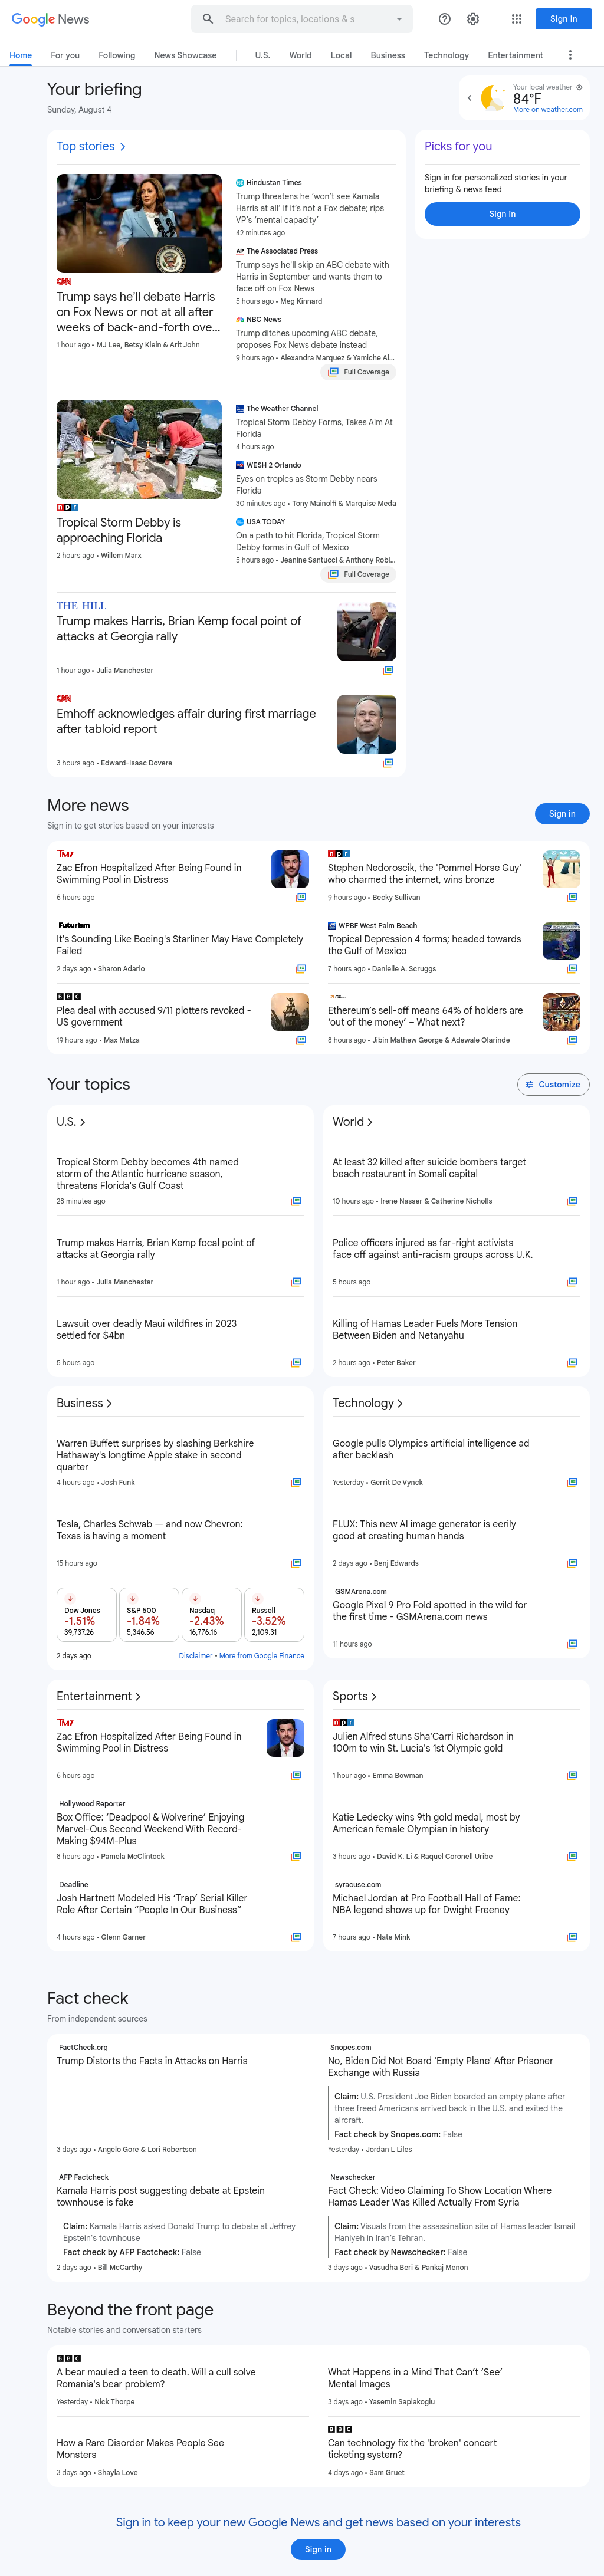 Google News
Search for topics, locations & s
Sign in
Home
For you
Following
News Showcase
U.S.
World
Local
Business
Technology
Entertainment
Your briefing
Sunday, August 4
Your local weather
84°F
More on weather.com
Top stories
CNN
Trump says he'll debate Harris
on Fox News or not at all after
weeks of back-and-forth ove...
1 hour ago • MJ Lee, Betsy Klein & Arit John
Hindustan Times
Trump threatens he 'won't see Kamala
Harris at all' if it's not a Fox debate; rips
VP's 'mental capacity'
42 minutes ago
AP
The Associated Press
Trump says he'll skip an ABC debate with
Harris in September and wants them to
face off on Fox News
5 hours ago • Meg Kinnard
NBC News
Trump ditches upcoming ABC debate,
proposes Fox News debate instead
9 hours ago • Alexandra Marquez & Yamiche Al...
Full Coverage
Picks for you
Sign in for personalized stories in your
briefing & news feed
Sign in
npr
Tropical Storm Debby is
approaching Florida
2 hours ago • Willem Marx
The Weather Channel
Tropical Storm Debby Forms, Takes Aim At
Florida
4 hours ago
WESH 2 Orlando
Eyes on tropics as Storm Debby nears
Florida
30 minutes ago • Tony Mainolfi & Marquise Meda
USA TODAY
On a path to hit Florida, Tropical Storm
Debby forms in Gulf of Mexico
5 hours ago • Jeanine Santucci & Anthony Robl...
Full Coverage
THE HILL
Trump makes Harris, Brian Kemp focal point of
attacks at Georgia rally
1 hour ago • Julia Manchester
CNN
Emhoff acknowledges affair during first marriage
after tabloid report
3 hours ago • Edward-Isaac Dovere
More news
Sign in to get stories based on your interests
Sign in
TMZ
Zac Efron Hospitalized After Being Found in
Swimming Pool in Distress
6 hours ago
npr
Stephen Nedoroscik, the 'Pommel Horse Guy'
who charmed the internet, wins bronze
9 hours ago • Becky Sullivan
Futurism
It's Sounding Like Boeing's Starliner May Have Completely
Failed
2 days ago • Sharon Adarlo
WPBF West Palm Beach
Tropical Depression 4 forms; headed towards
the Gulf of Mexico
7 hours ago • Danielle A. Scruggs
BBC
Plea deal with accused 9/11 plotters revoked -
US government
19 hours ago • Max Matza
Ethereum's sell-off means 64% of holders are
'out of the money' – What next?
8 hours ago • Jibin Mathew George & Adewale Olarinde
Your topics
Customize
U.S.
Tropical Storm Debby becomes 4th named
storm of the Atlantic hurricane season,
threatens Florida's Gulf Coast
28 minutes ago
Trump makes Harris, Brian Kemp focal point of
attacks at Georgia rally
1 hour ago • Julia Manchester
Lawsuit over deadly Maui wildfires in 2023
settled for $4bn
5 hours ago
World
At least 32 killed after suicide bombers target
beach restaurant in Somali capital
10 hours ago • Irene Nasser & Catherine Nicholls
Police officers injured as far-right activists
face off against anti-racism groups across U.K.
5 hours ago
Killing of Hamas Leader Fuels More Tension
Between Biden and Netanyahu
2 hours ago • Peter Baker
Business
Warren Buffett surprises by slashing Berkshire
Hathaway's longtime Apple stake in second
quarter
4 hours ago • Josh Funk
Tesla, Charles Schwab — and now Chevron:
Texas is having a moment
15 hours ago
Dow Jones
-1.51%
39,737.26
S&P 500
-1.84%
5,346.56
Nasdaq
-2.43%
16,776.16
Russell
-3.52%
2,109.31
2 days ago
Disclaimer • More from Google Finance
Technology
Google pulls Olympics artificial intelligence ad
after backlash
Yesterday • Gerrit De Vynck
FLUX: This new AI image generator is eerily
good at creating human hands
2 days ago • Benj Edwards
GSMArena.com
Google Pixel 9 Pro Fold spotted in the wild for
the first time - GSMArena.com news
11 hours ago
Entertainment
TMZ
Zac Efron Hospitalized After Being Found in
Swimming Pool in Distress
6 hours ago
Hollywood Reporter
Box Office: 'Deadpool & Wolverine' Enjoying
Marvel-Ous Second Weekend With Record-
Making $94M-Plus
8 hours ago • Pamela McClintock
Deadline
Josh Hartnett Modeled His 'Trap' Serial Killer
Role After Certain "People In Our Business"
4 hours ago • Glenn Garner
Sports
npr
Julien Alfred stuns Sha'Carri Richardson in
100m to win St. Lucia's 1st Olympic gold
1 hour ago • Emma Bowman
Katie Ledecky wins 9th gold medal, most by
American female Olympian in history
3 hours ago • David K. Li & Raquel Coronell Uribe
syracuse.com
Michael Jordan at Pro Football Hall of Fame:
NBA legend shows up for Dwight Freeney
7 hours ago • Nate Mink
Fact check
From independent sources
FactCheck.org
Trump Distorts the Facts in Attacks on Harris
3 days ago • Angelo Gore & Lori Robertson
Snopes.com
No, Biden Did Not Board 'Empty Plane' After Prisoner
Exchange with Russia
Claim: U.S. President Joe Biden boarded an empty plane after
three freed Americans arrived back in the U.S. and exited the
aircraft.
Fact check by Snopes.com: False
Yesterday • Jordan L Liles
AFP Factcheck
Kamala Harris post suggesting debate at Epstein
townhouse is fake
Claim: Kamala Harris asked Donald Trump to debate at Jeffrey
Epstein's townhouse
Fact check by AFP Factcheck: False
2 days ago • Bill McCarthy
Newschecker
Fact Check: Video Claiming To Show Location Where
Hamas Leader Was Killed Actually From Syria
Claim: Visuals from the assassination site of Hamas leader Ismail
Haniyeh in Iran's Tehran.
Fact check by Newschecker: False
3 days ago • Vasudha Beri & Pankaj Menon
Beyond the front page
Notable stories and conversation starters
BBC
A bear mauled a teen to death. Will a cull solve
Romania's bear problem?
Yesterday • Nick Thorpe
What Happens in a Mind That Can't 'See'
Mental Images
3 days ago • Yasemin Saplakoglu
How a Rare Disorder Makes People See
Monsters
3 days ago • Shayla Love
BBC
Can technology fix the 'broken' concert
ticketing system?
4 days ago • Sam Gruet
Sign in to keep your new Google News and get news based on your interests
Sign in